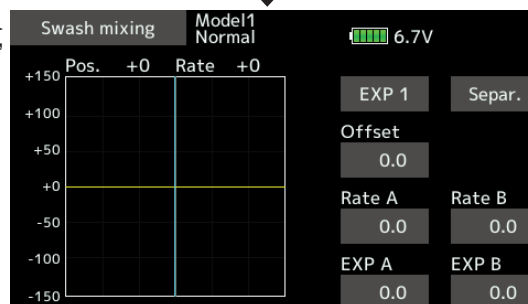 Swash mixing
Model1
Normal
6.7V
Pos. +0 Rate +0
+150
+100
+50
+0
-50
-100
-150
EXP 1
Separ.
Offset
0.0
Rate A
Rate B
0.0
0.0
EXP A
EXP B
0.0
0.0